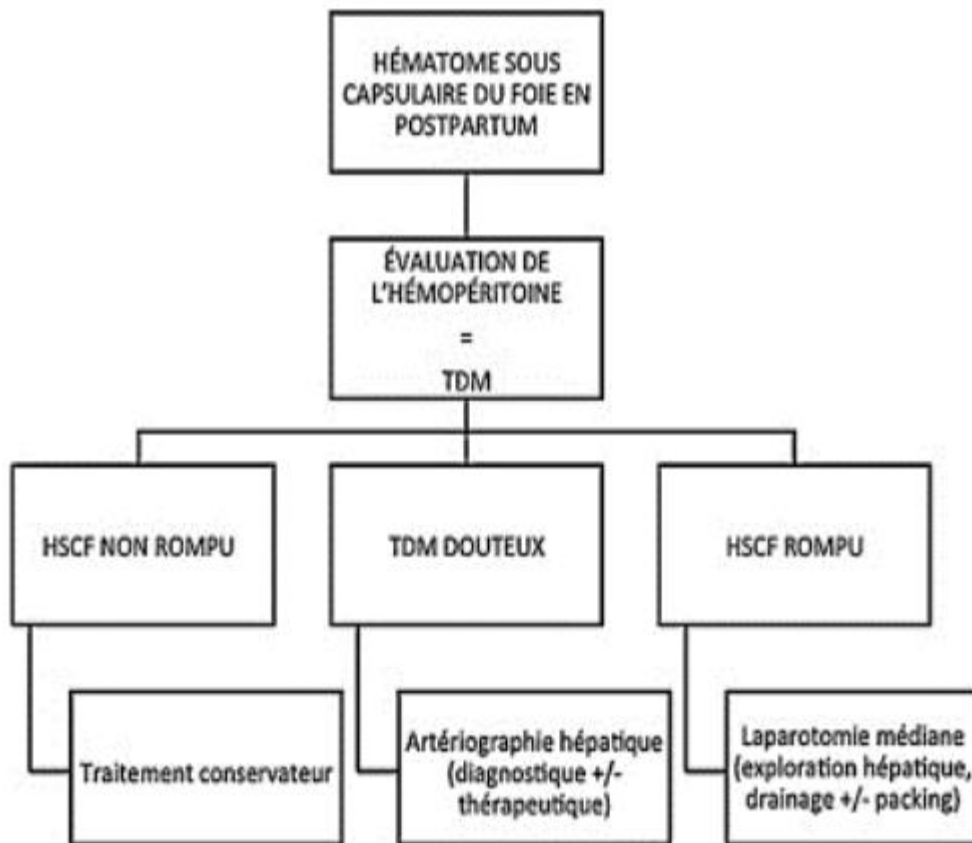 HÉMATOME SOUS
CAPSULAIRE DU FOIE EN
POSTPARTUM
ÉVALUATION DE
L'HÉMOPÉRITOINE
=
TDM
HSCF NON ROMPU
TDM DOUTEUX
HSCF ROMPU
Traitement conservateur
Artériographie hépatique
(diagnostique +/-
thérapeutique)
Laparotomie médiane
(exploration hépatique,
drainage +/- packing)